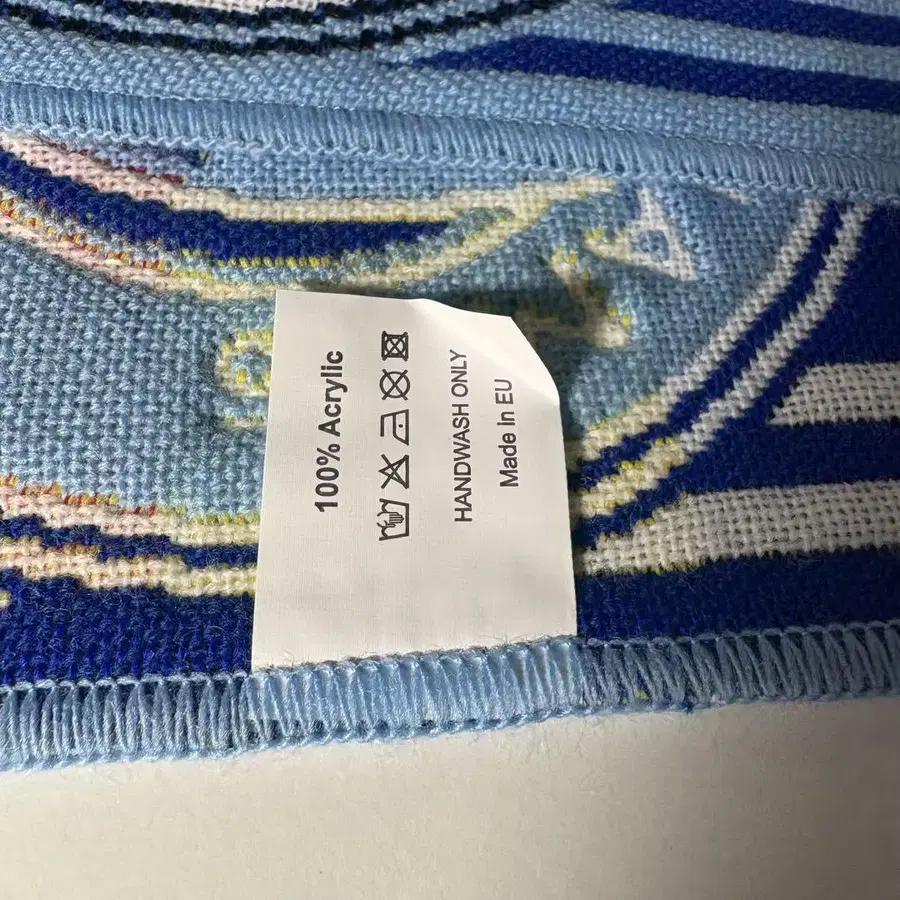 100% Acrylic
HANDWASH ONLY
Made in EU